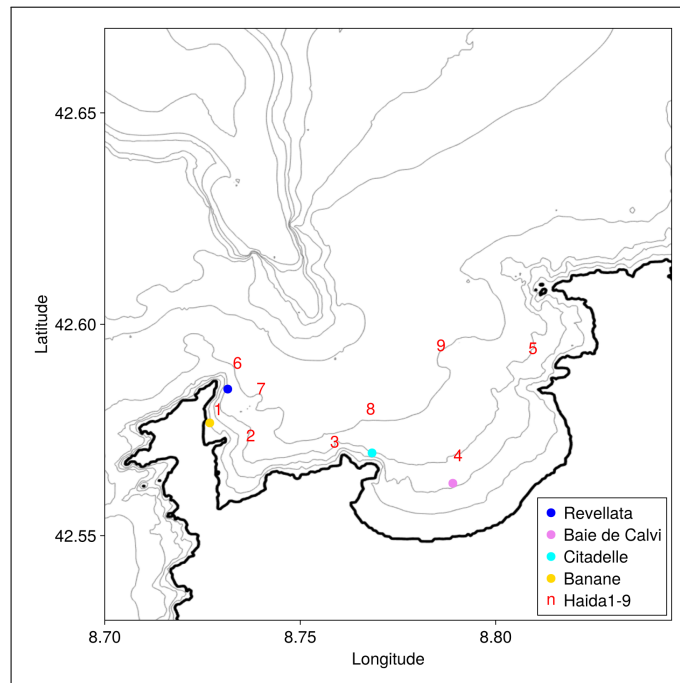 42.65
Latitude
42.60
9
5
6
7
8
1
2
3
4
42.55
Revellata
Baie de Calvi
Citadelle
Banane
n Haida1-9
8.70
8.75
8.80
Longitude